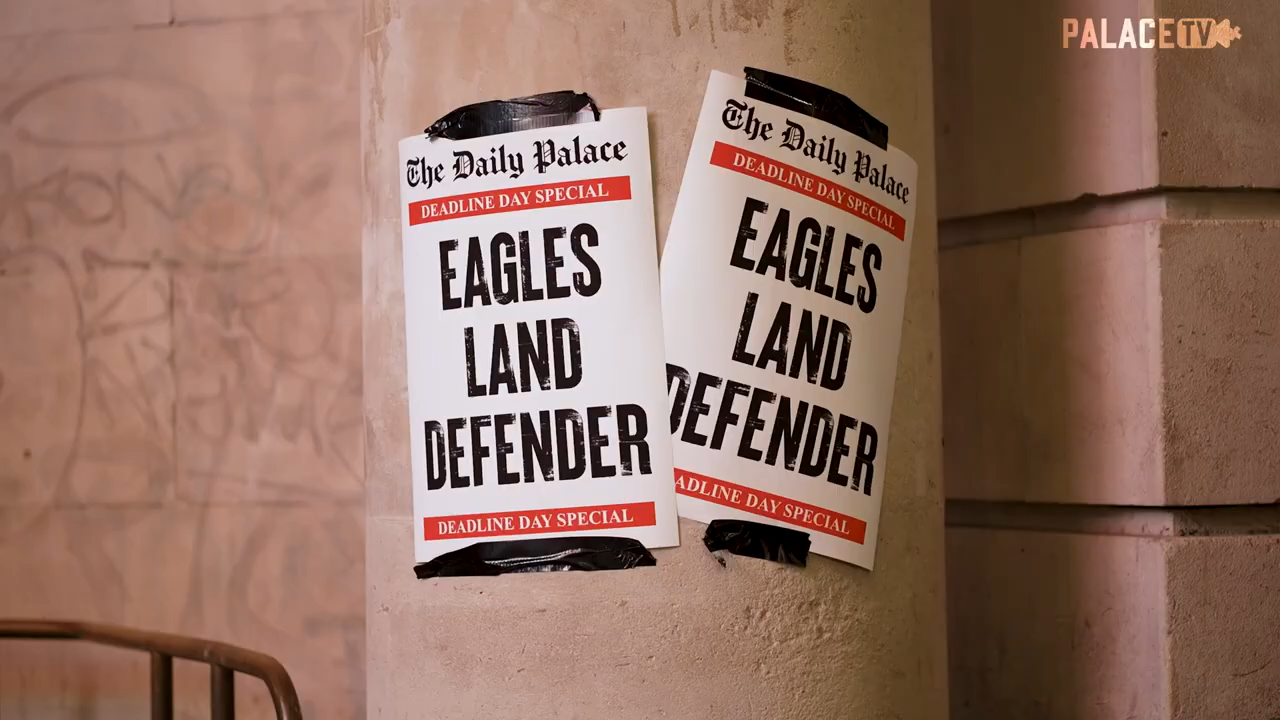 PALACETV
The Daily Palace
DEADLINE DAY SPECIAL
EAGLES
LAND
DEFENDER
DEADLINE DAY SPECIAL
The Daily Palace
DEADLINE DAY SPECIAL
EAGLES
LAND
DEFENDER
ADLINE DAY SPECIAL